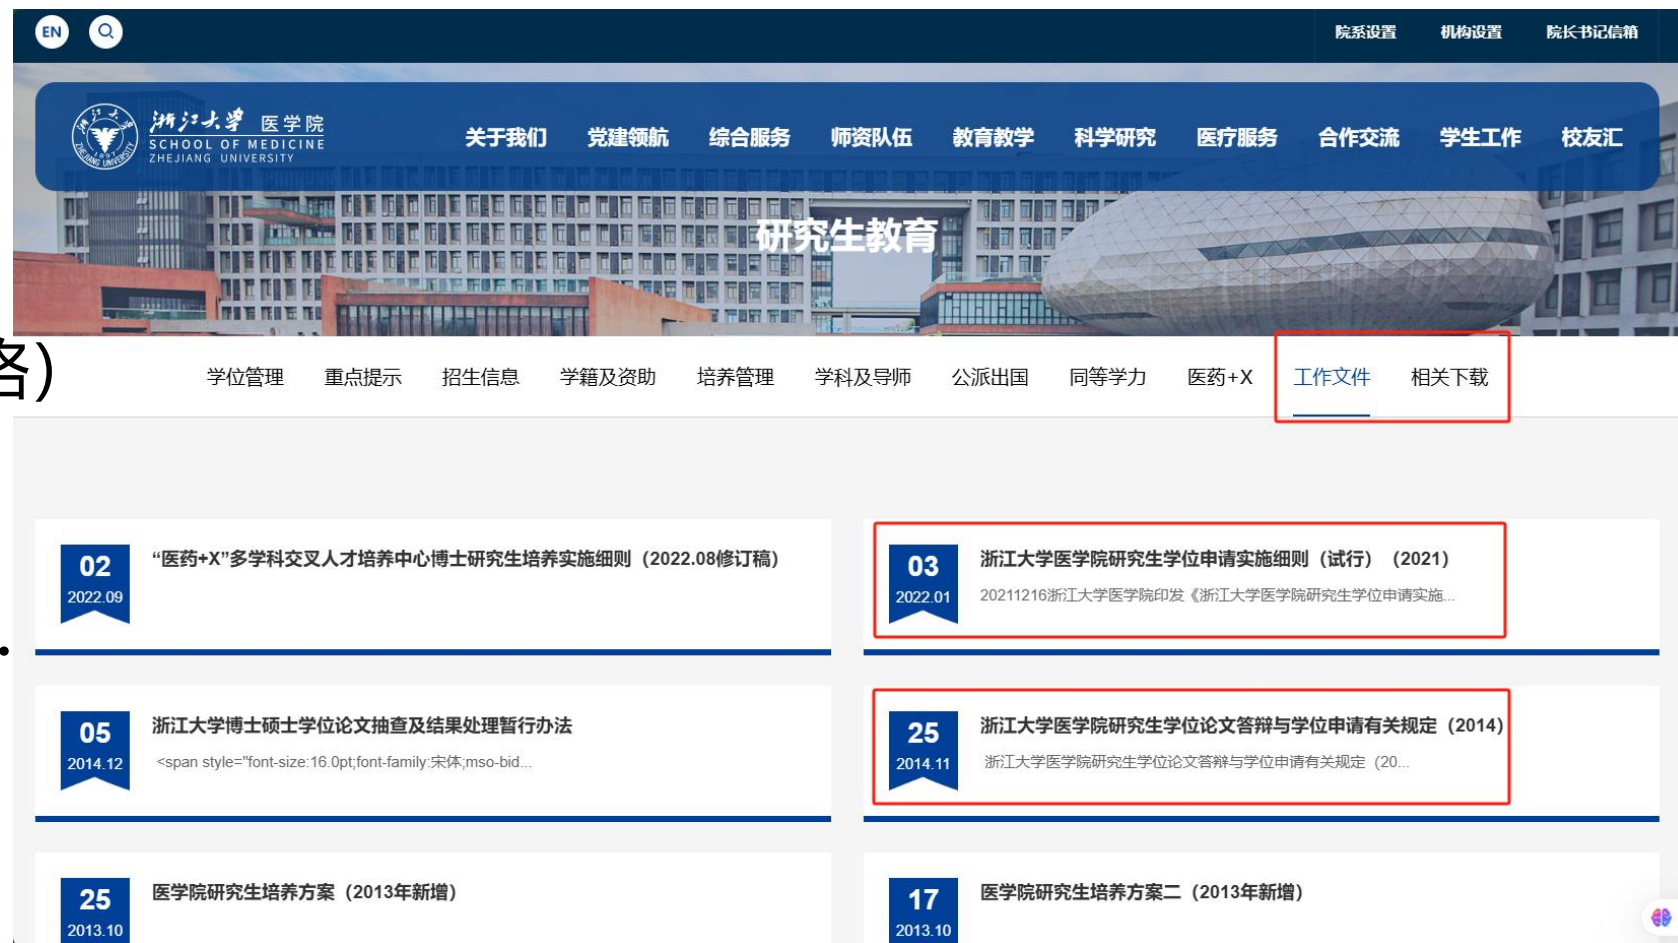 EN
院系设置 机构设置 院长书记信箱
浙江大学 医学院
SCHOOL OF MEDICINE
ZHEJIANG UNIVERSITY
关于我们 党建领航 综合服务 师资队伍 教育教学 科学研究 医疗服务 合作交流 学生工作 校友汇
研究生教育
络)
学位管理 重点提示 招生信息 学籍及资助 培养管理 学科及导师 公派出国 同等学力 医药+X 工作文件 相关下载
02
2022.09
“医药+X”多学科交叉人才培养中心博士研究生培养实施细则（2022.08修订稿）
03
2022.01
浙江大学医学院研究生学位申请实施细则（试行）（2021）
20211216浙江大学医学院印发《浙江大学医学院研究生学位申请实施...
05
2014.12
浙江大学博士硕士学位论文抽查及结果处理暂行办法
<span style="font-size:16.0pt;font-family:宋体;mso-bid...
25
2014.11
浙江大学医学院研究生学位论文答辩与学位申请有关规定（2014）
浙江大学医学院研究生学位论文答辩与学位申请有关规定（20...
25
2013.10
医学院研究生培养方案（2013年新增）
17
2013.10
医学院研究生培养方案二（2013年新增）